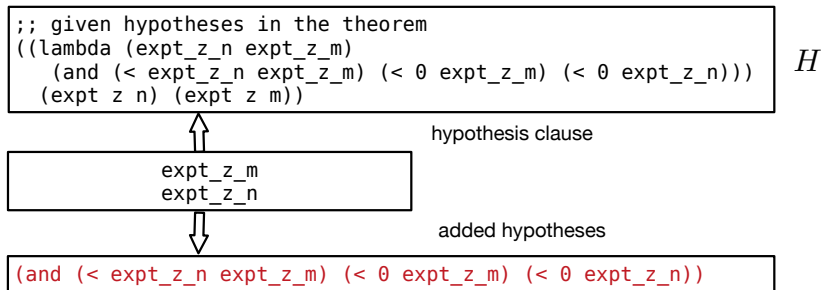 ;; given hypotheses in the theorem
((lambda (expt_z_n expt_z_m)
(and (< expt_z_n expt_z_m) (< 0 expt_z_m) (< 0 expt_z_n)))
(expt z n) (expt z m))
H
hypothesis clause
expt_z_m
expt_z_n
added hypotheses
(and (< expt_z_n expt_z_m) (< 0 expt_z_m) (< 0 expt_z_n))